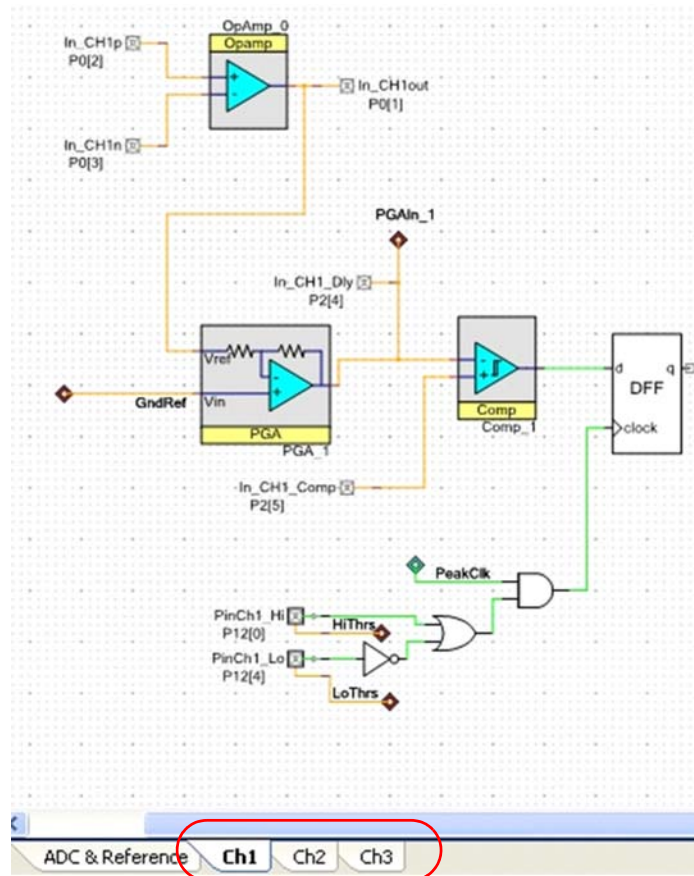 OpAmp_0
Opamp
In_CH1p
P0[2]
In_CH1out
P0[1]
In_CH1n
P0[3]
PGAIn_1
In_CH1_Dly
P2[4]
Vref
GndRef
Vin
PGA
PGA_1
Comp
Comp_1
d q
DFF
clock
In_CH1_Comp
P2[5]
PeakClk
PinCh1_Hi
P12[0]
HiThrs
PinCh1_Lo
P12[4]
LoThrs
ADC & Reference Ch1 Ch2 Ch3